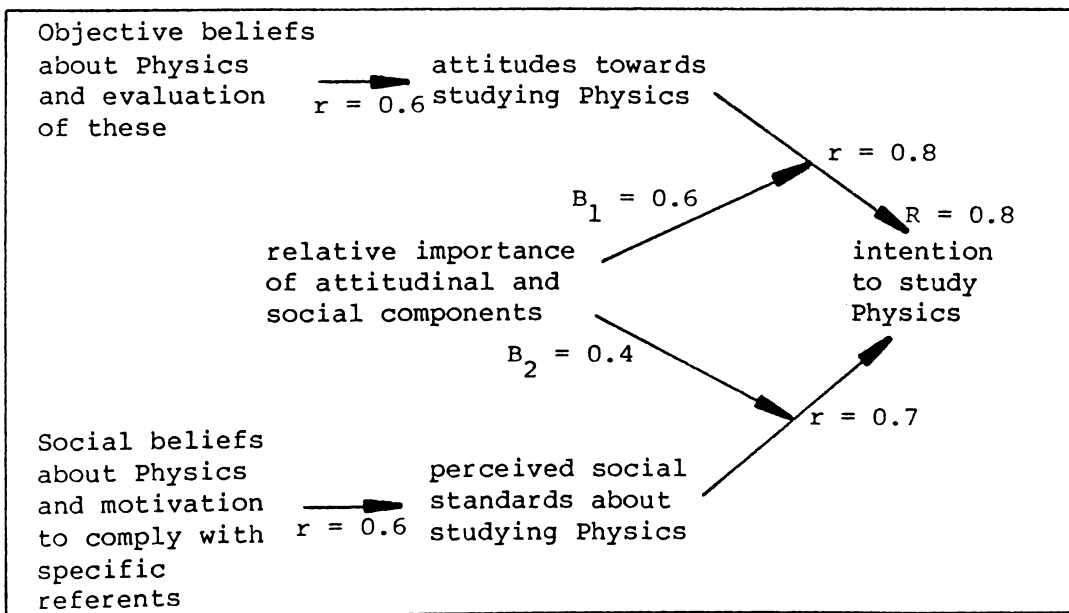 Objective beliefs
about Physics
and evaluation
of these
r = 0.6
attitudes towards
studying Physics
r = 0.8
B1 = 0.6
R = 0.8
relative importance
of attitudinal and
social components
intention
to study
Physics
B2 = 0.4
r = 0.7
Social beliefs
about Physics
and motivation
to comply with
specific
referents
r = 0.6
perceived social
standards about
studying Physics